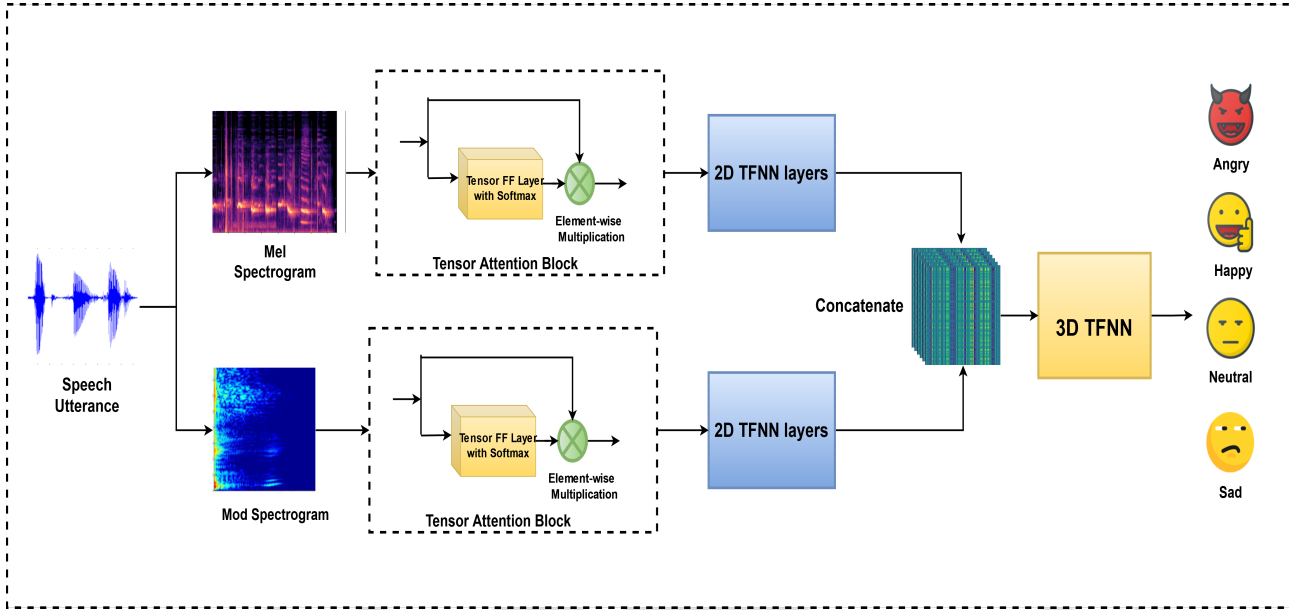 Speech
Utterance
Mel
Spectrogram
Mod Spectrogram
Tensor FF Layer
with Softmax
Element-wise
Multiplication
Tensor Attention Block
Tensor FF Layer
with Softmax
Element-wise
Multiplication
Tensor Attention Block
2D TFNN layers
2D TFNN layers
Concatenate
3D TFNN
Angry
Happy
Neutral
Sad